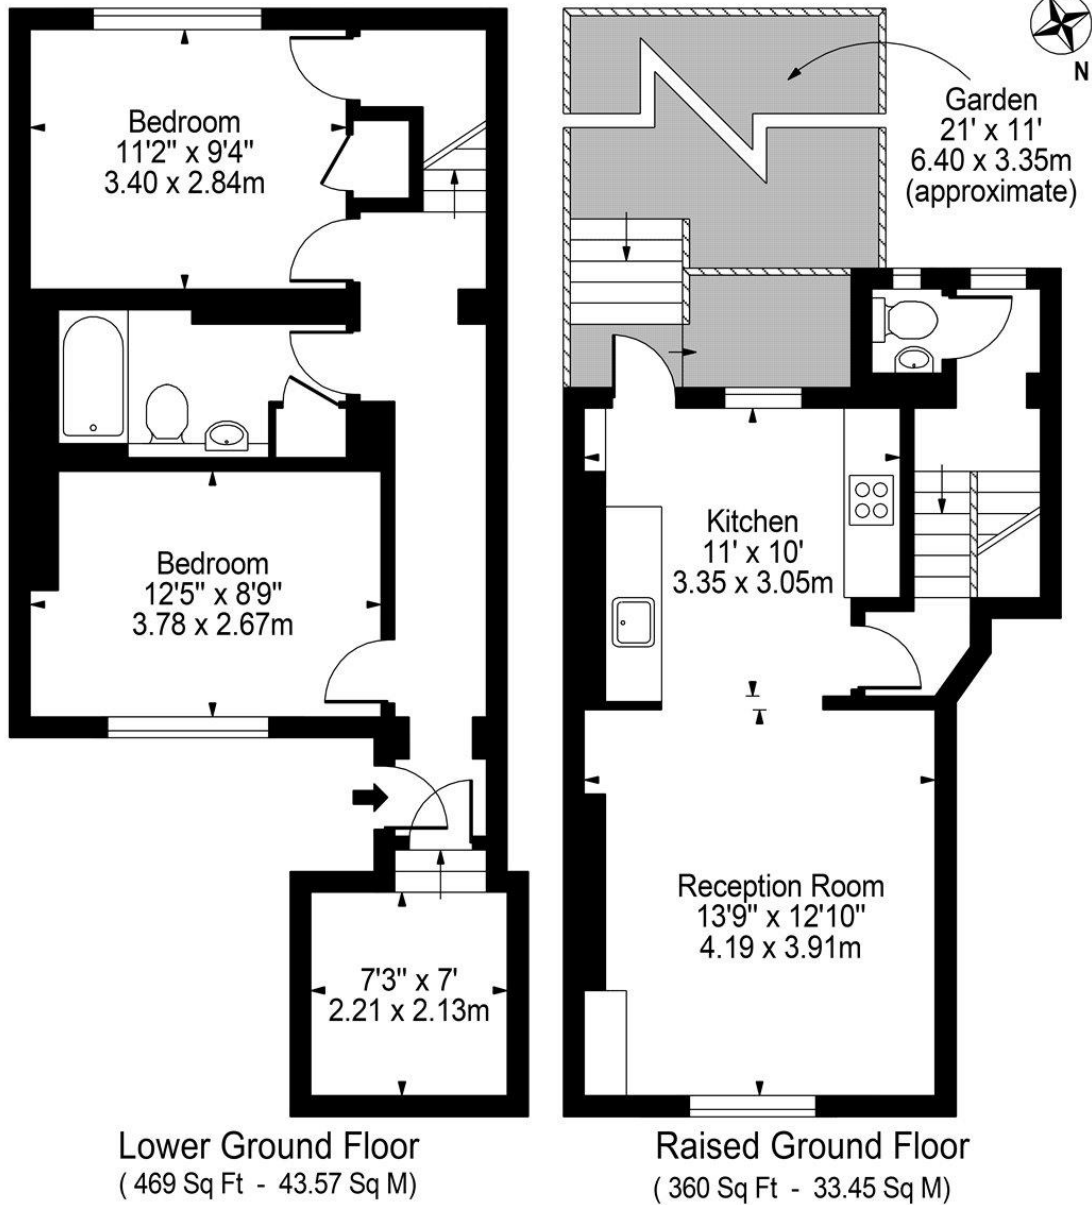 N
Bedroom
11'2" x 9'4"
3.40 x 2.84m
Garden
21' x 11'
6.40 x 3.35m
(approximate)
Bedroom
12'5" x 8'9"
3.78 x 2.67m
Kitchen
11' x 10'
3.35 x 3.05m
Reception Room
13'9" x 12'10"
4.19 x 3.91m
7'3" x 7'
2.21 x 2.13m
Lower Ground Floor
( 469 Sq Ft - 43.57 Sq M)
Raised Ground Floor
( 360 Sq Ft - 33.45 Sq M)